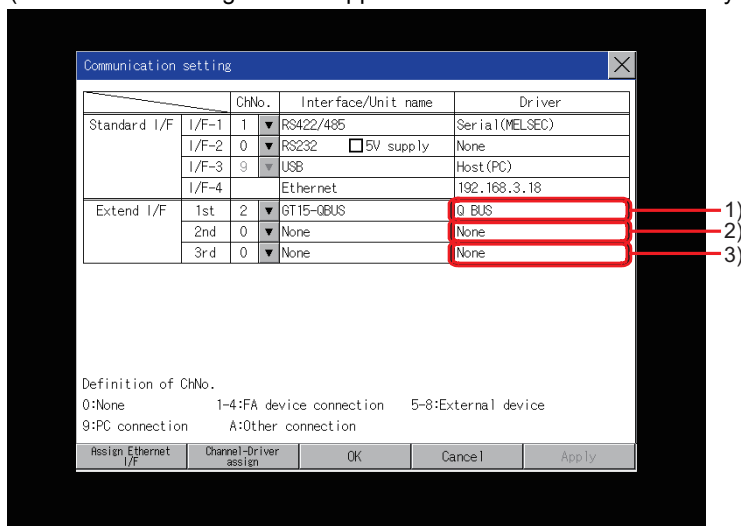 Communication setting
ChNo. Interface/Unit name Driver
Standard I/F I/F-1 1 ▼ RS422/485 Serial(MELSEC)
I/F-2 0 ▼ RS232 □5V supply None
I/F-3 9 ▼ USB Host(PC)
I/F-4 Ethernet 192.168.3.18
Extend I/F 1st 2 ▼ GT15-QBUS Q BUS 1)
2nd 0 ▼ None None 2)
3rd 0 ▼ None None 3)
Definition of ChNo.
0:None 1-4:FA device connection 5-8:External device
9:PC connection A:Other connection
Assign Ethernet I/F Channel-Driver assign OK Cancel Apply